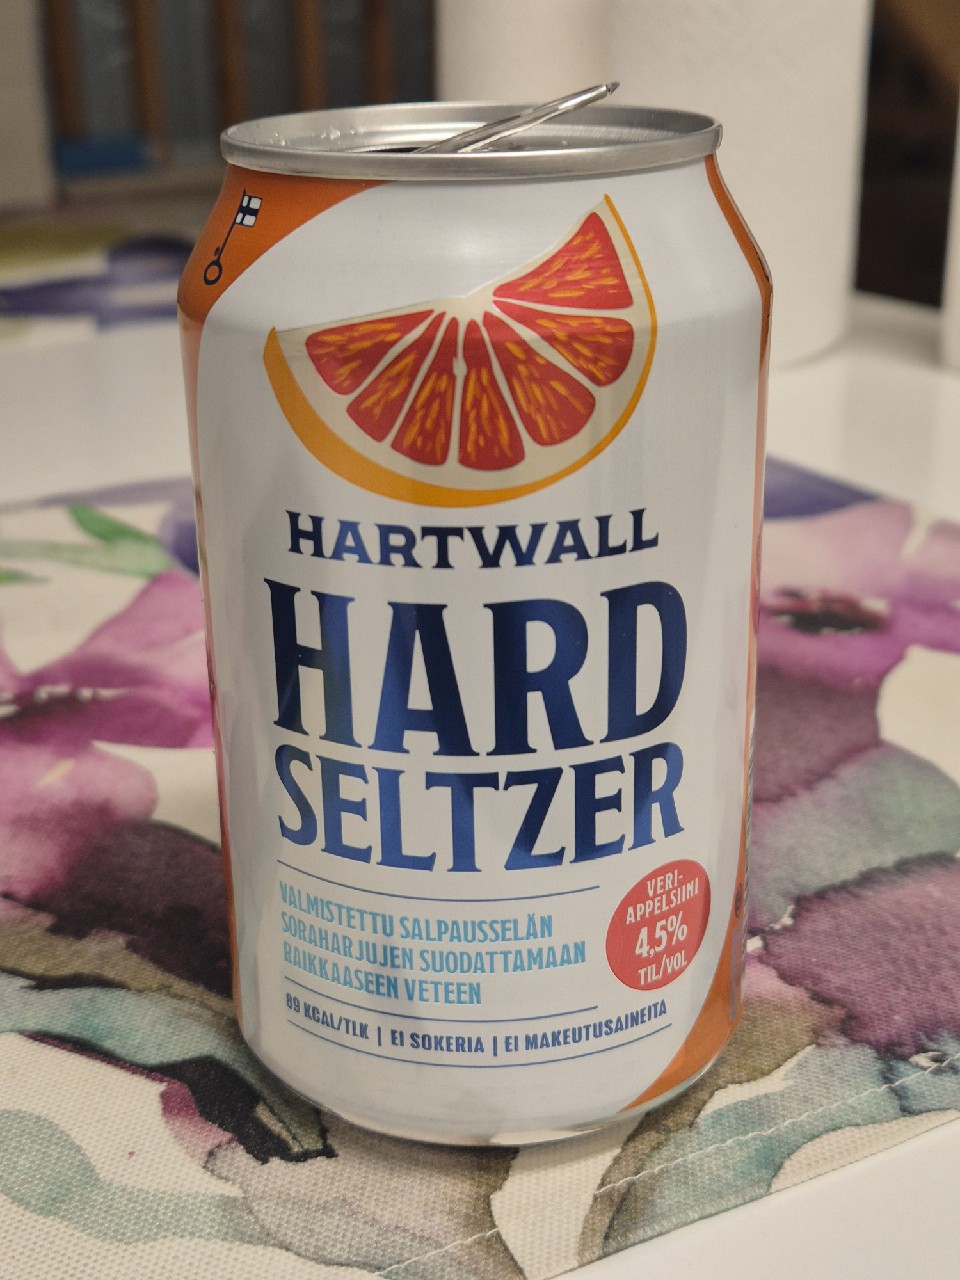 HARTWALL
HARD
SELTZER
VALMISTETTU SALPAUSSELÄN
SORAHARJUJEN SUODATTAMAAN
RAIKKAASEEN VETEEN
VERI-
APPELSIINI
4,5%
TIL/VOL
89 KCAL/TLK | EI SOKERIA | EI MAKEUTUSAINEITA